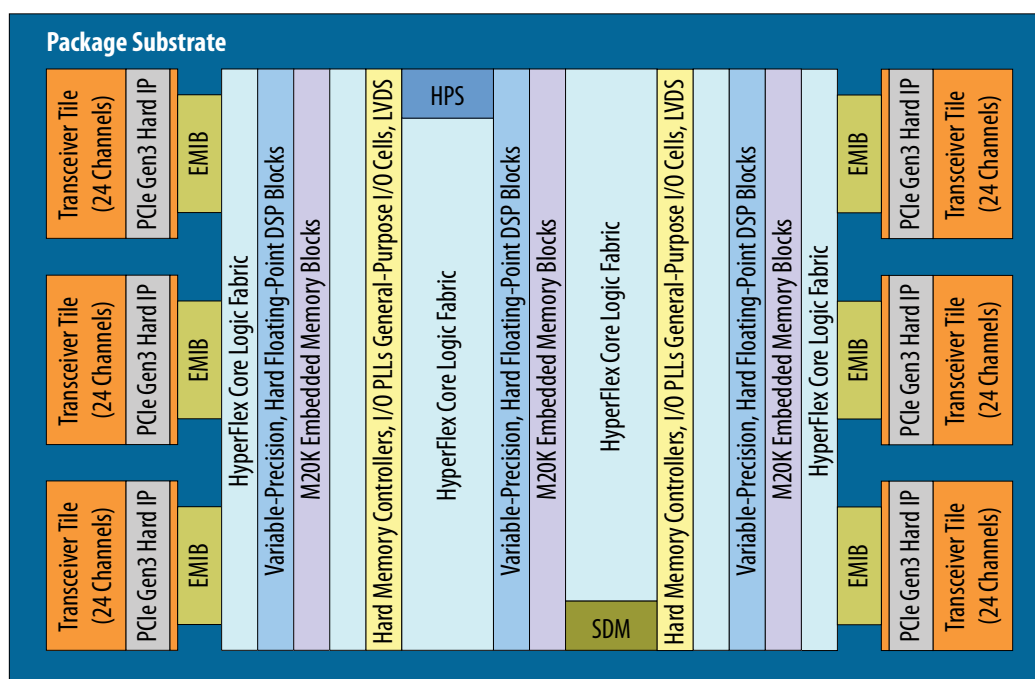 Package Substrate
Transceiver Tile
(24 Channels)
PCIe Gen3 Hard IP
EMIB
Transceiver Tile
(24 Channels)
PCIe Gen3 Hard IP
EMIB
Transceiver Tile
(24 Channels)
PCIe Gen3 Hard IP
EMIB
HyperFlex Core Logic Fabric
Variable-Precision, Hard Floating-Point DSP Blocks
M20K Embedded Memory Blocks
Hard Memory Controllers, I/O PLLs General-Purpose I/O Cells, LVDS
HPS
HyperFlex Core Logic Fabric
Variable-Precision, Hard Floating-Point DSP Blocks
M20K Embedded Memory Blocks
HyperFlex Core Logic Fabric
SDM
Hard Memory Controllers, I/O PLLs General-Purpose I/O Cells, LVDS
Variable-Precision, Hard Floating-Point DSP Blocks
M20K Embedded Memory Blocks
HyperFlex Core Logic Fabric
EMIB
PCIe Gen3 Hard IP
Transceiver Tile
(24 Channels)
EMIB
PCIe Gen3 Hard IP
Transceiver Tile
(24 Channels)
EMIB
PCIe Gen3 Hard IP
Transceiver Tile
(24 Channels)